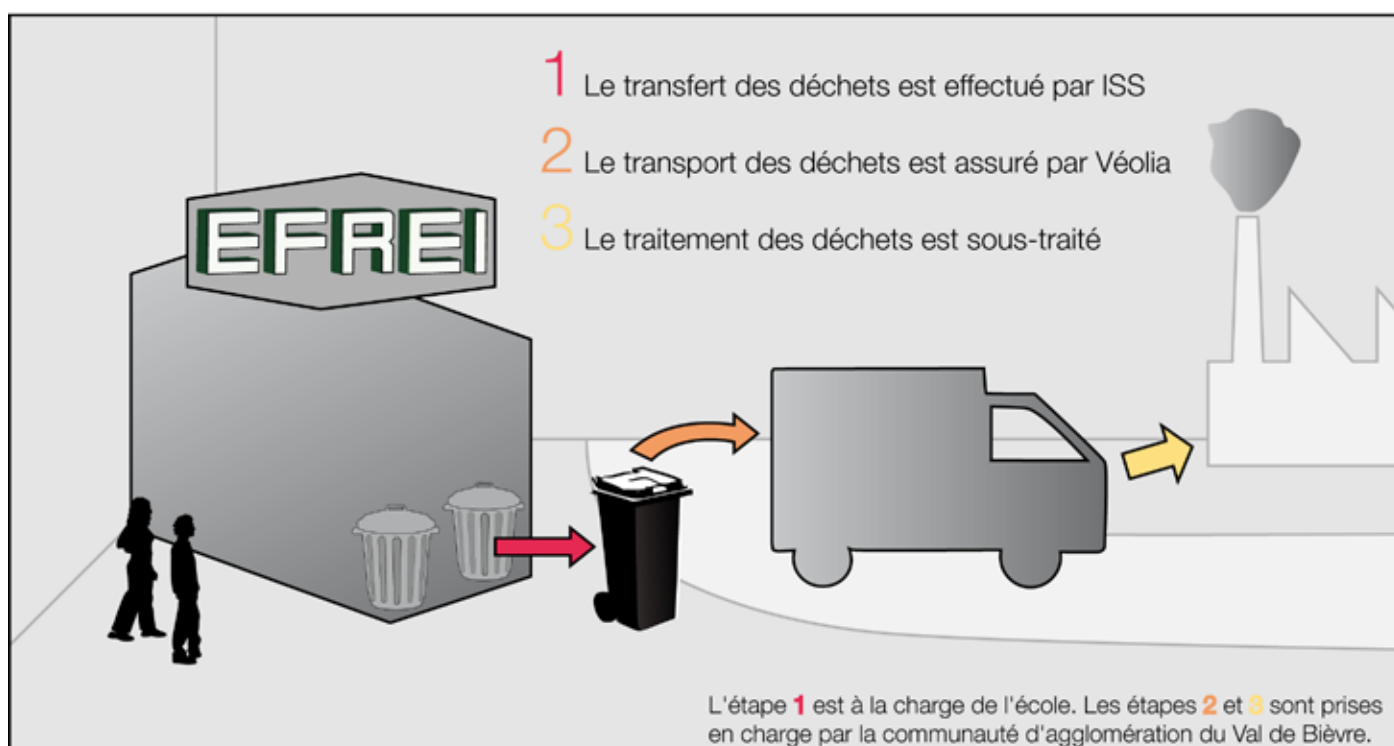 1 Le transfert des déchets est effectué par ISS
2 Le transport des déchets est assuré par Véolia
3 Le traitement des déchets est sous-traité
EFREI
L'étape 1 est à la charge de l'école. Les étapes 2 et 3 sont prises
en charge par la communauté d'agglomération du Val de Bièvre.